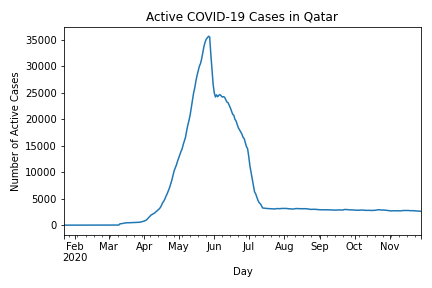 Active COVID-19 Cases in Qatar
35000
30000
25000
20000
15000
10000
5000
0
Number of Active Cases
Feb Mar Apr May Jun Jul Aug Sep Oct Nov
2020
Day